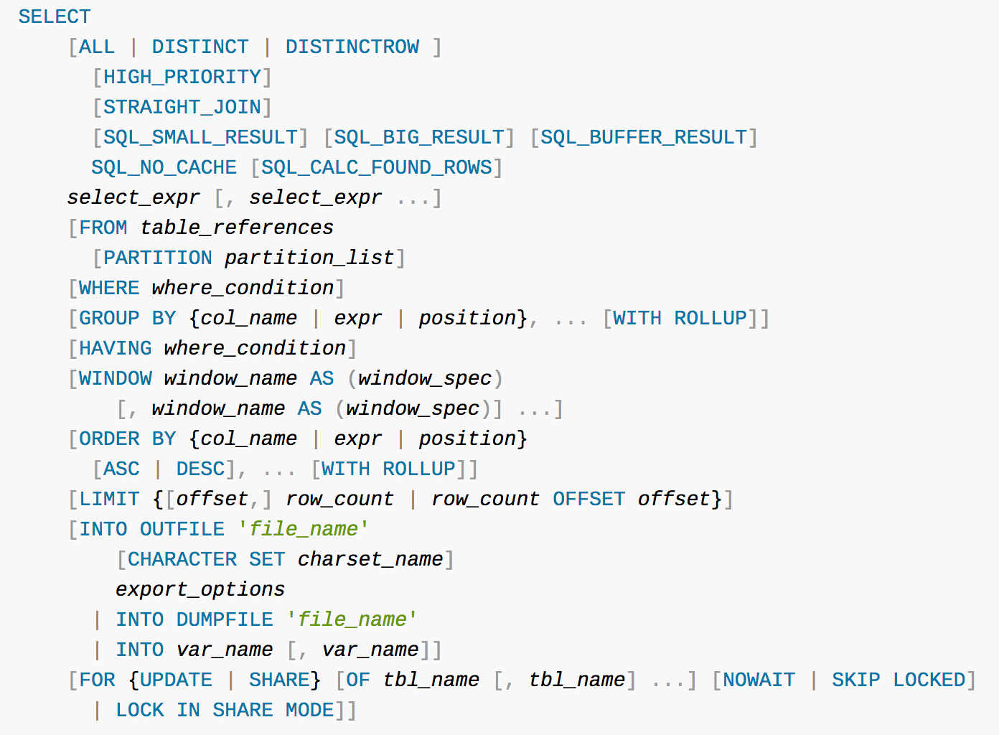 SELECT
    [ALL | DISTINCT | DISTINCTROW ]
      [HIGH_PRIORITY]
      [STRAIGHT_JOIN]
      [SQL_SMALL_RESULT] [SQL_BIG_RESULT] [SQL_BUFFER_RESULT]
      SQL_NO_CACHE [SQL_CALC_FOUND_ROWS]
    select_expr [, select_expr ...]
    [FROM table_references
      [PARTITION partition_list]
    [WHERE where_condition]
    [GROUP BY {col_name | expr | position}, ... [WITH ROLLUP]]
    [HAVING where_condition]
    [WINDOW window_name AS (window_spec)
        [, window_name AS (window_spec)] ...]
    [ORDER BY {col_name | expr | position}
      [ASC | DESC], ... [WITH ROLLUP]]
    [LIMIT {[offset,] row_count | row_count OFFSET offset}]
    [INTO OUTFILE 'file_name'
        [CHARACTER SET charset_name]
        export_options
      | INTO DUMPFILE 'file_name'
      | INTO var_name [, var_name]]
    [FOR {UPDATE | SHARE} [OF tbl_name [, tbl_name] ...] [NOWAIT | SKIP LOCKED]
      | LOCK IN SHARE MODE]]